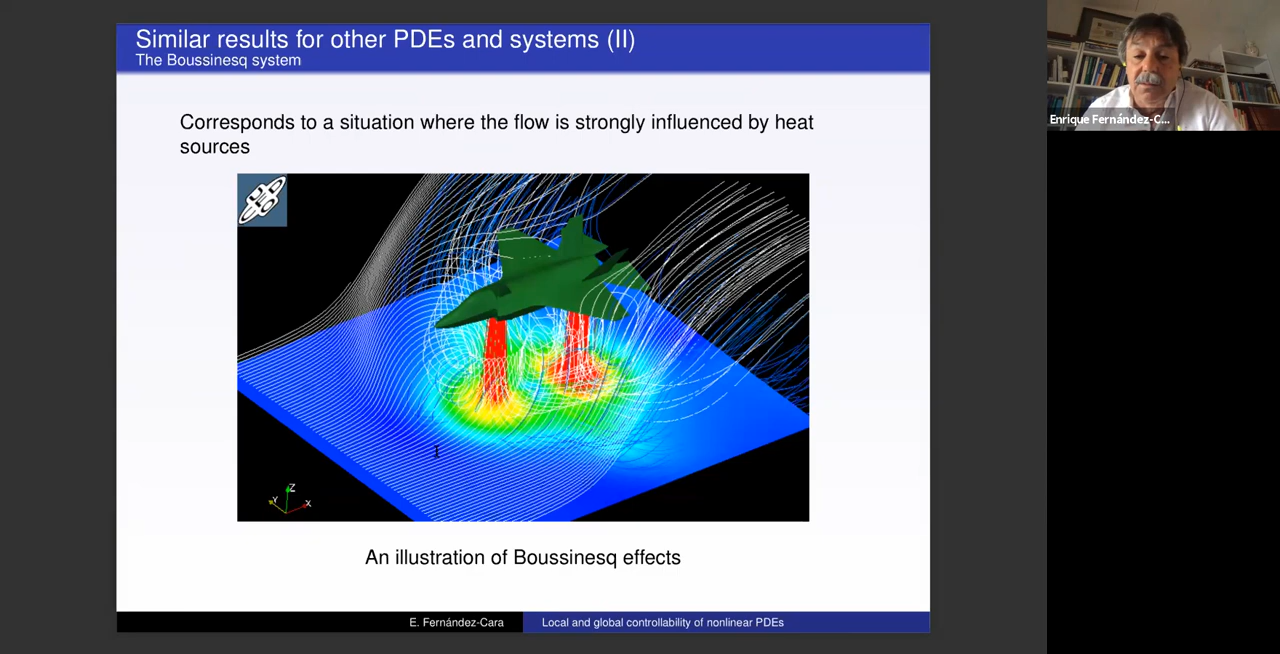 Similar results for other PDEs and systems (II)
The Boussinesq system
Corresponds to a situation where the flow is strongly influenced by heat
sources
Z
Y
X
An illustration of Boussinesq effects
E. Fernández-Cara
Local and global controllability of nonlinear PDEs
Enrique Fernández-C...